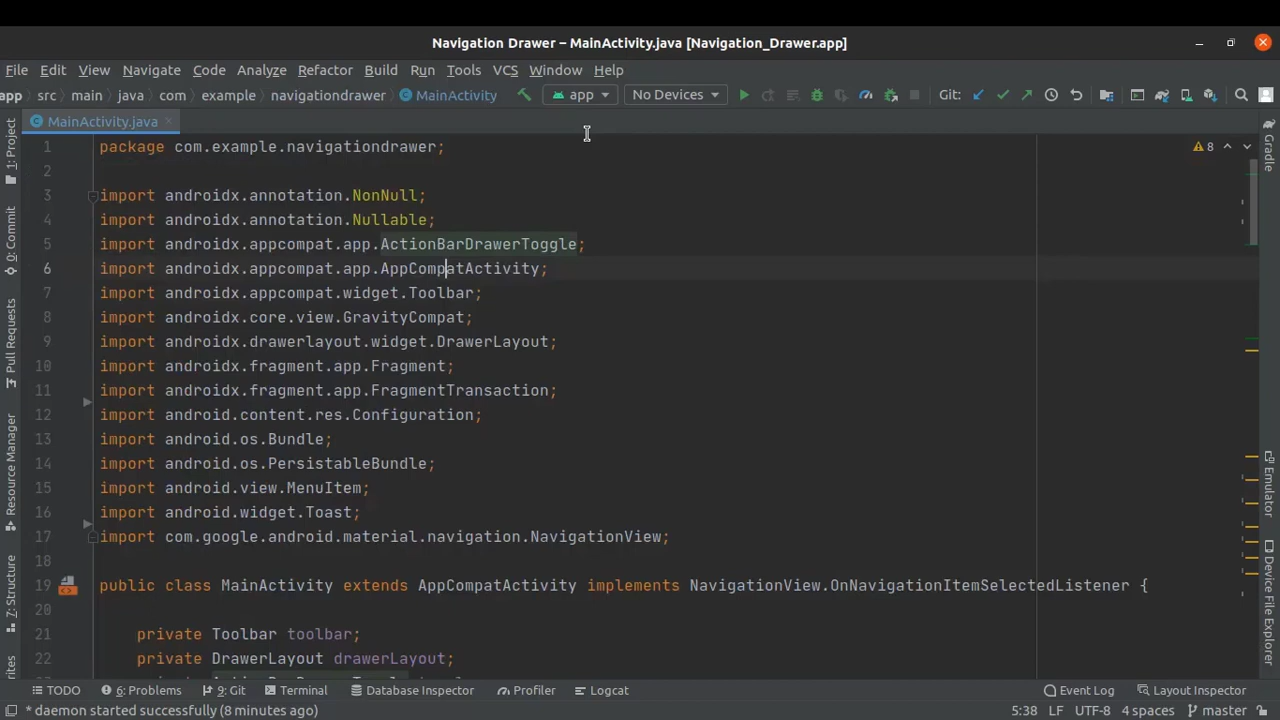 Navigation Drawer – MainActivity.java [Navigation_Drawer.app]
File Edit View Navigate Code Analyze Refactor Build Run Tools VCS Window Help
app src main java com example navigationdrawer MainActivity app No Devices Git:
MainActivity.java
1: Project
0: Commit
Pull Requests
Resource Manager
7: Structure
8
1 package com.example.navigationdrawer;
2
3 import androidx.annotation.NonNull;
4 import androidx.annotation.Nullable;
5 import androidx.appcompat.app.ActionBarDrawerToggle;
6 import androidx.appcompat.app.AppCompatActivity;
7 import androidx.appcompat.widget.Toolbar;
8 import androidx.core.view.GravityCompat;
9 import androidx.drawerlayout.widget.DrawerLayout;
10 import androidx.fragment.app.Fragment;
11 import androidx.fragment.app.FragmentTransaction;
12 import android.content.res.Configuration;
13 import android.os.Bundle;
14 import android.os.PersistableBundle;
15 import android.view.MenuItem;
16 import android.widget.Toast;
17 import com.google.android.material.navigation.NavigationView;
18
19 public class MainActivity extends AppCompatActivity implements NavigationView.OnNavigationItemSelectedListener {
20
21 private Toolbar toolbar;
22 private DrawerLayout drawerLayout;
Gradle
Emulator
Device File Explorer
TODO 6: Problems 9: Git Terminal Database Inspector Profiler Logcat Event Log Layout Inspector
* daemon started successfully (8 minutes ago) 5:38 LF UTF-8 4 spaces master